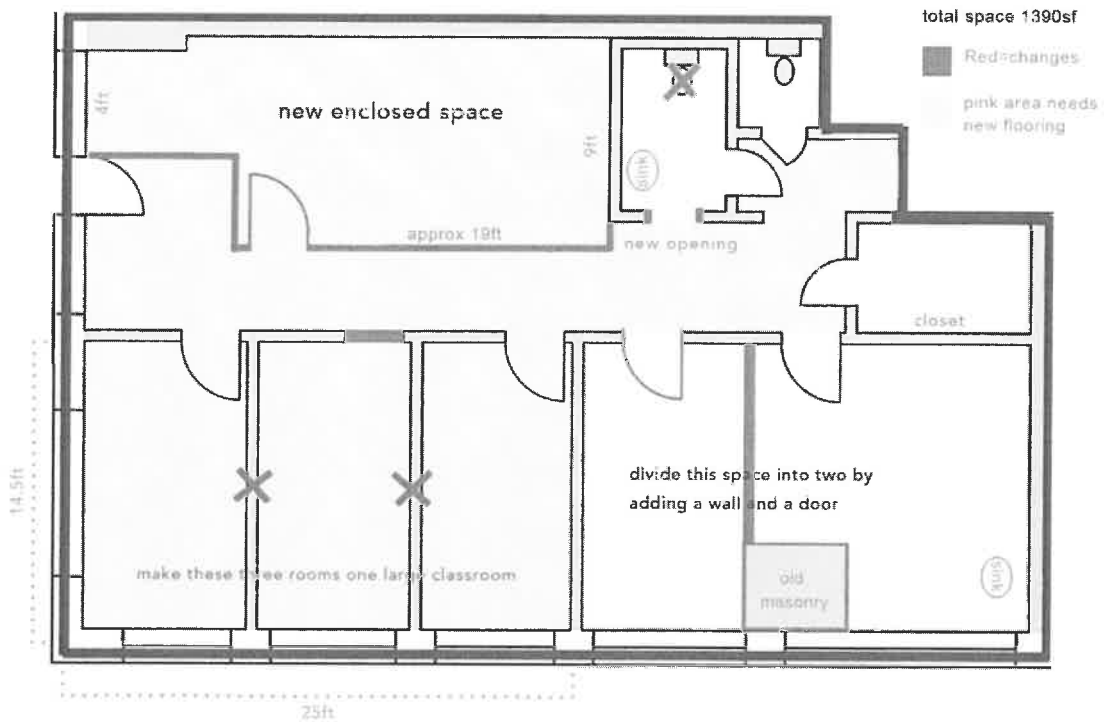 total space 1390sf
Red=changes
pink area needs
new flooring
4ft
new enclosed space
9ft
sink
approx 19ft
new opening
closet
14.5ft
divide this space into two by
adding a wall and a door
make these three rooms one large classroom
old
masonry
sink
25ft